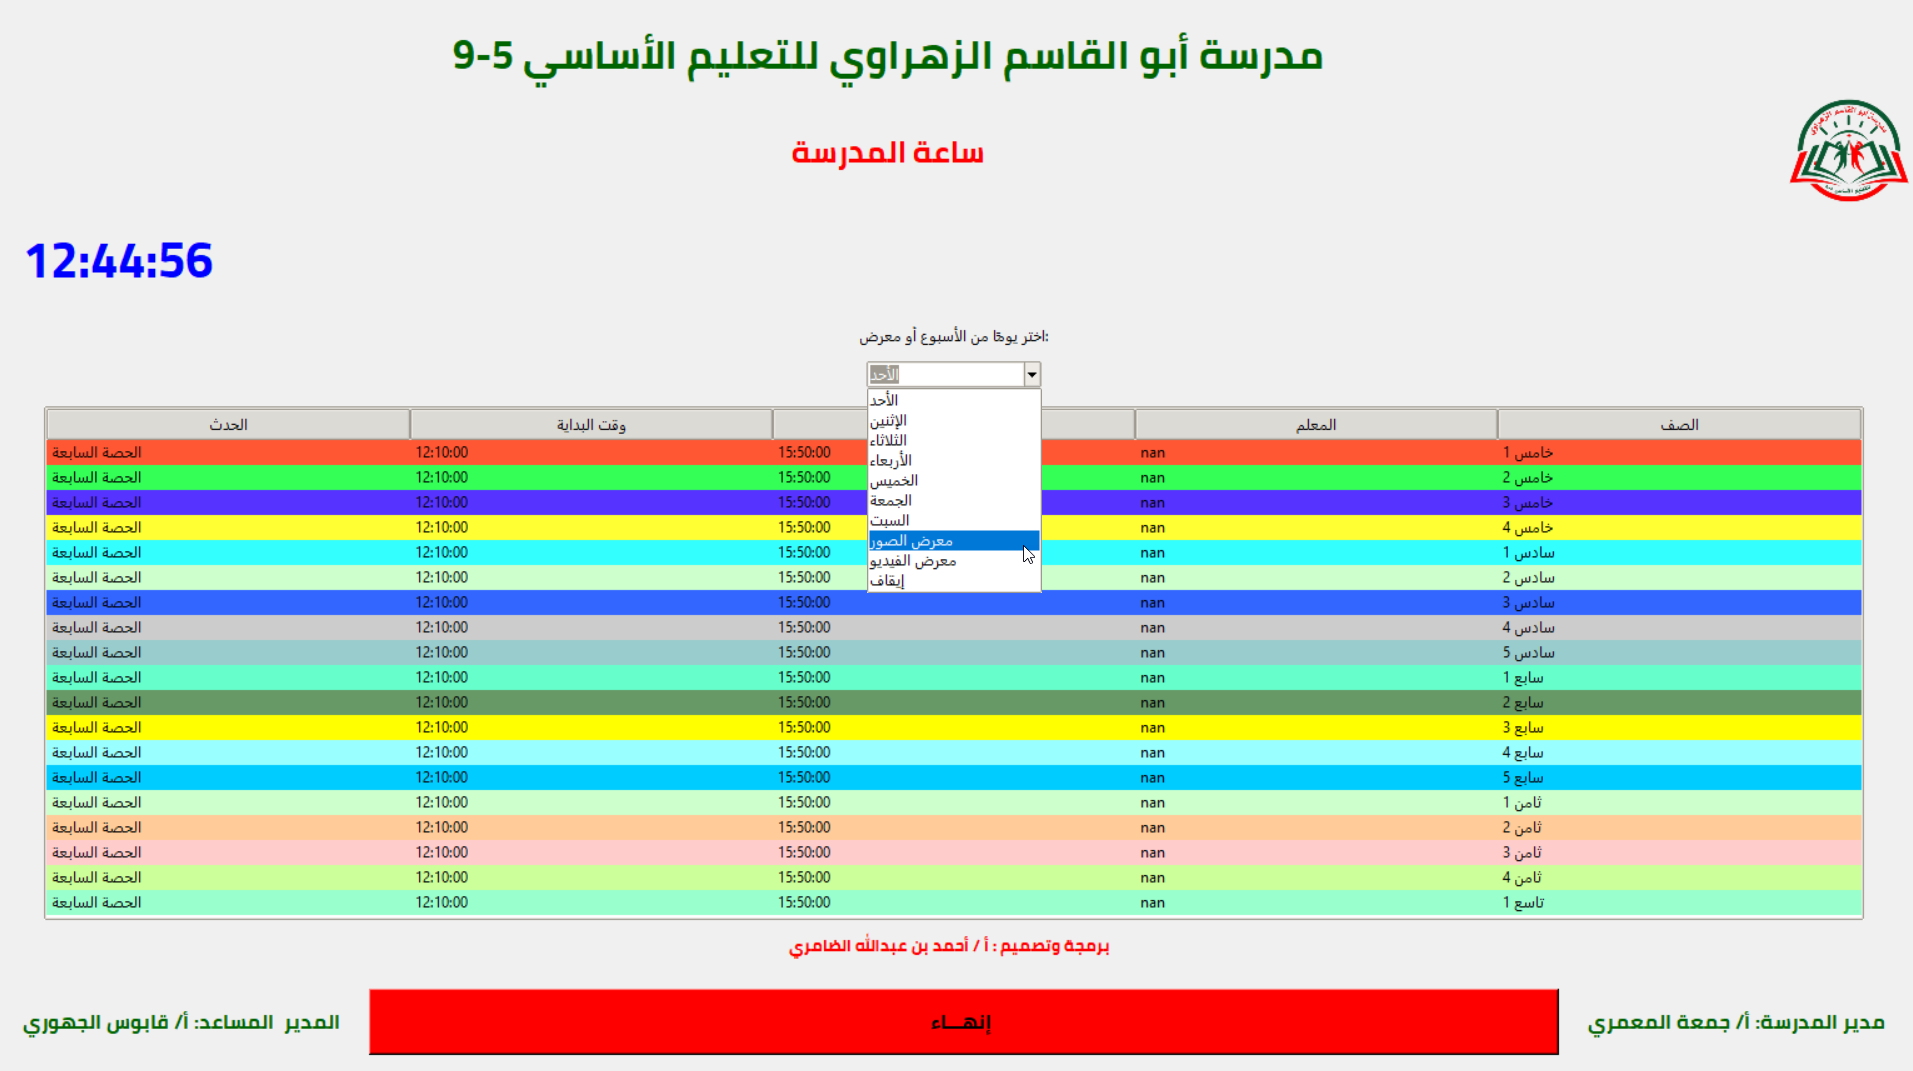 مدرسة أبو القاسم الزهراوي للتعليم الأساسي 5-9
مدرسة أبو القاسم الزهراوي
ساعة المدرسة
12:44:56
اختر يومًا من الأسبوع أو معرض:
الأحد
الأحد
الإثنين
الثلاثاء
الأربعاء
الخميس
الجمعة
السبت
معرض الصور
معرض الفيديو
إيقاف
الحدث وقت البداية المعلم الصف
الحصة السابعة 12:10:00 15:50:00 nan خامس 1
الحصة السابعة 12:10:00 15:50:00 nan خامس 2
الحصة السابعة 12:10:00 15:50:00 nan خامس 3
الحصة السابعة 12:10:00 15:50:00 nan خامس 4
الحصة السابعة 12:10:00 15:50:00 nan سادس 1
الحصة السابعة 12:10:00 15:50:00 nan سادس 2
الحصة السابعة 12:10:00 15:50:00 nan سادس 3
الحصة السابعة 12:10:00 15:50:00 nan سادس 4
الحصة السابعة 12:10:00 15:50:00 nan سادس 5
الحصة السابعة 12:10:00 15:50:00 nan سابع 1
الحصة السابعة 12:10:00 15:50:00 nan سابع 2
الحصة السابعة 12:10:00 15:50:00 nan سابع 3
الحصة السابعة 12:10:00 15:50:00 nan سابع 4
الحصة السابعة 12:10:00 15:50:00 nan سابع 5
الحصة السابعة 12:10:00 15:50:00 nan ثامن 1
الحصة السابعة 12:10:00 15:50:00 nan ثامن 2
الحصة السابعة 12:10:00 15:50:00 nan ثامن 3
الحصة السابعة 12:10:00 15:50:00 nan ثامن 4
الحصة السابعة 12:10:00 15:50:00 nan تاسع 1
برمجة وتصميم : أ / أحمد بن عبدالله الضامري
مدير المدرسة: أ/ جمعة المعمري
إنهـــاء
المدير المساعد: أ/ قابوس الجهوري